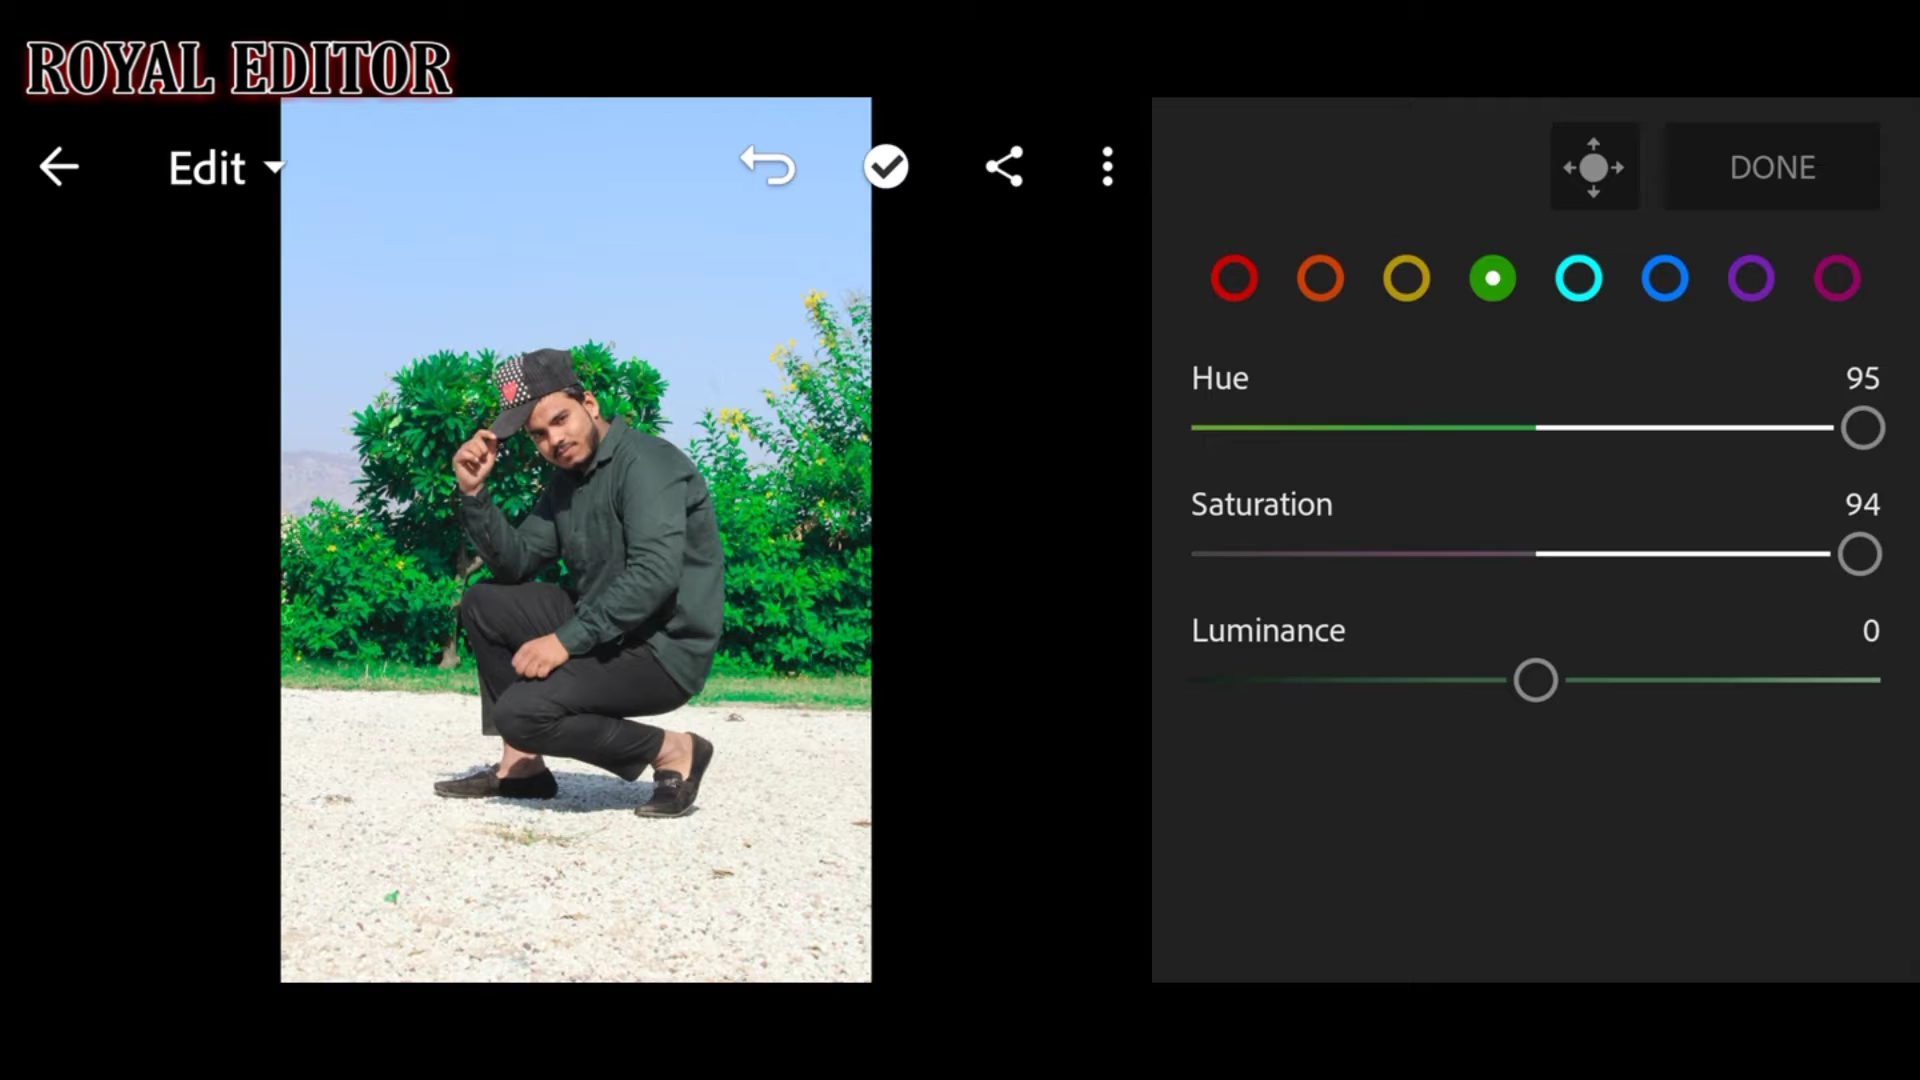 ROYAL EDITOR
Edit
DONE
Hue 95
Saturation 94
Luminance 0